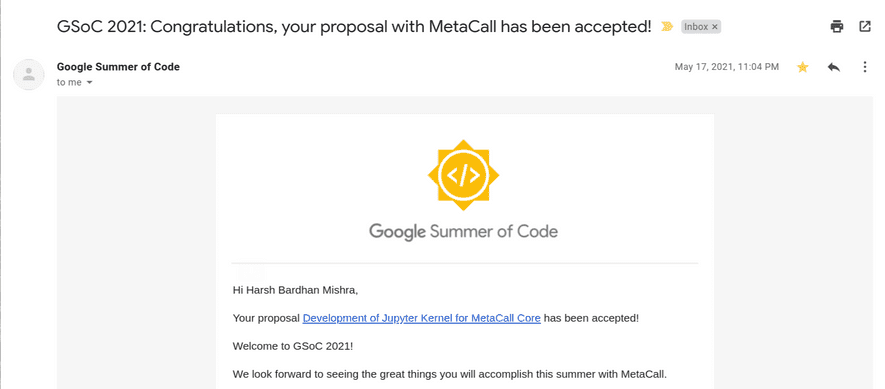 GSoC 2021: Congratulations, your proposal with MetaCall has been accepted! Inbox ×
Google Summer of Code May 17, 2021, 11:04 PM
to me
</>
Google Summer of Code
Hi Harsh Bardhan Mishra,
Your proposal Development of Jupyter Kernel for MetaCall Core has been accepted!
Welcome to GSoC 2021!
We look forward to seeing the great things you will accomplish this summer with MetaCall.